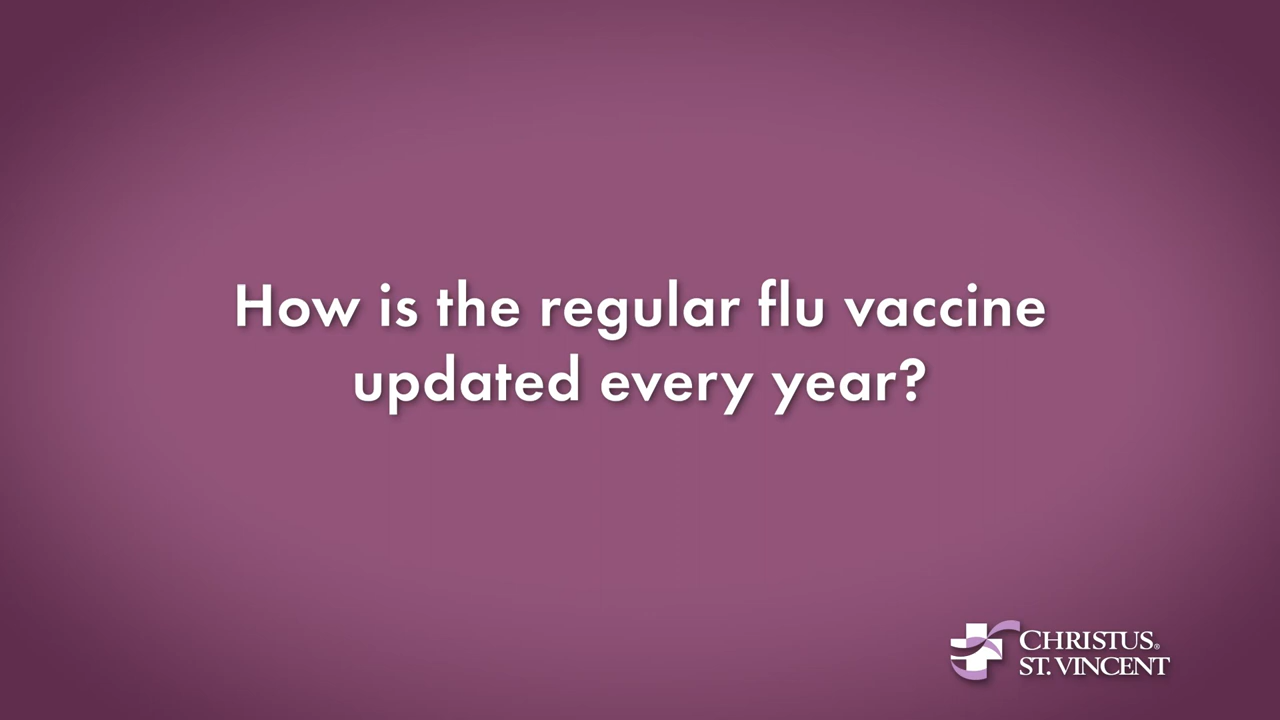 How is the regular flu vaccine
updated every year?
CHRISTUS®
ST. VINCENT